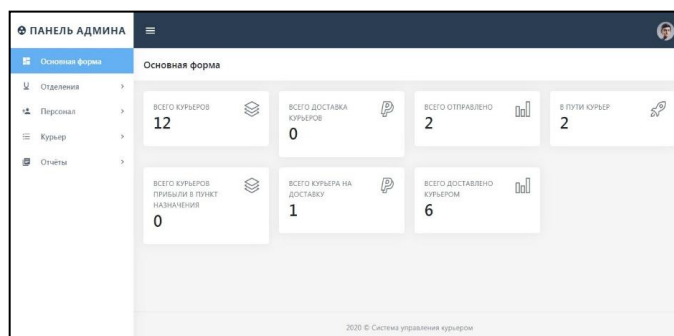 ПАНЕЛЬ АДМИНА
Основная форма
Отделения
Персонал
Курьер
Отчёты
Основная форма
ВСЕГО КУРЬЕРОВ
12
ВСЕГО ДОСТАВКА
КУРЬЕРОВ
0
ВСЕГО ОТПРАВЛЕНО
2
В ПУТИ КУРЬЕР
2
ВСЕГО КУРЬЕРОВ
ПРИБЫЛИ В ПУНКТ
НАЗНАЧЕНИЯ
0
ВСЕГО КУРЬЕРА НА
ДОСТАВКУ
1
ВСЕГО ДОСТАВЛЕНО
КУРЬЕРОМ
6
2020 © Система управления курьером